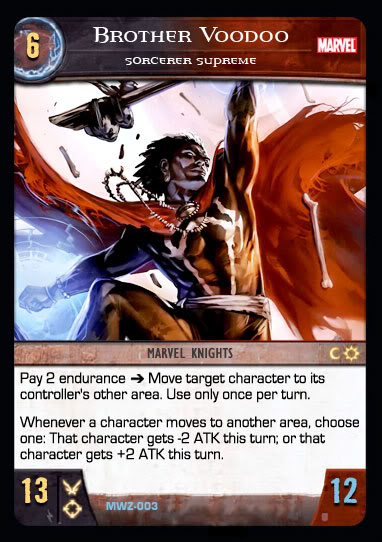 6
Brother Voodoo
MARVEL
Sorcerer Supreme
MARVEL KNIGHTS
Pay 2 endurance ➔ Move target character to its
controller's other area. Use only once per turn.
Whenever a character moves to another area, choose
one: That character gets -2 ATK this turn; or that
character gets +2 ATK this turn.
13
MWZ-003
12